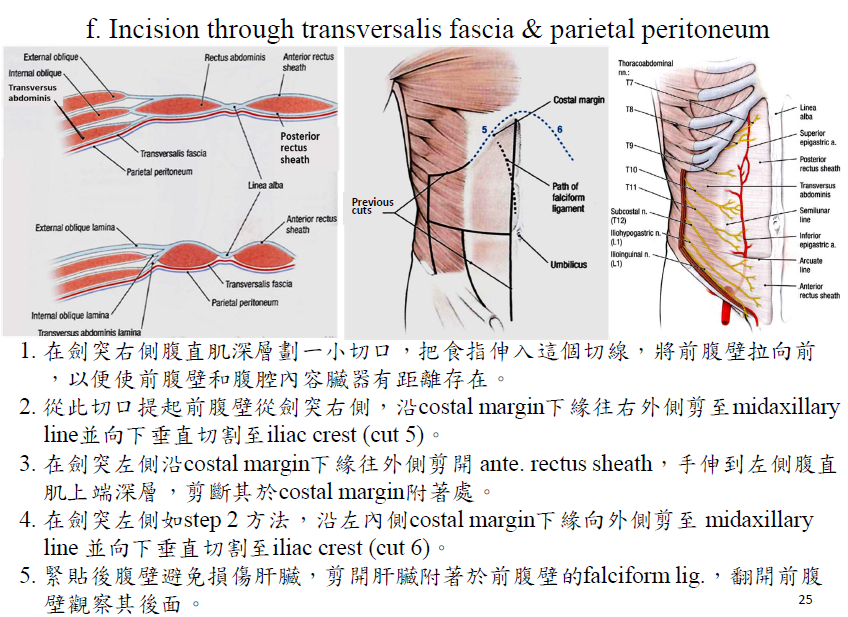 f. Incision through transversalis fascia & parietal peritoneum
External oblique
Internal oblique
Transversus
abdominis
Rectus abdominis
Anterior rectus
sheath
Posterior
rectus
sheath
Transversalis fascia
Parietal peritoneum
Linea alba
External oblique lamina
Anterior rectus
sheath
Transversalis fascia
Parietal peritoneum
Internal oblique lamina
Transversus abdominis lamina
Costal margin
5
6
Previous
cuts
Path of
falciform
ligament
Umbilicus
Thoracoabdominal
nn.:
T7
T8
T9
T10
T11
Subcostal n.
(T12)
Iliohypogastric n.
(L1)
Ilioinguinal n.
(L1)
Linea
alba
Superior
epigastric a.
Posterior
rectus sheath
Transversus
abdominis
Semilunar
line
Inferior
epigastric a.
Arcuate
line
Anterior
rectus sheath
1. 在劍突右側腹直肌深層劃一小切口，把食指伸入這個切線，將前腹壁拉向前
，以便使前腹壁和腹腔內容臟器有距離存在。
2. 從此切口提起前腹壁從劍突右側，沿costal margin下緣往右外側剪至midaxillary
line並向下垂直切割至iliac crest (cut 5)。
3. 在劍突左側沿costal margin下緣往外側剪開 ante. rectus sheath，手伸到左側腹直
肌上端深層，剪斷其於costal margin附著處。
4. 在劍突左側如step 2 方法，沿左內側costal margin下緣向外側剪至 midaxillary
line 並向下垂直切割至iliac crest (cut 6)。
5. 緊貼後腹壁避免損傷肝臟，剪開肝臟附著於前腹壁的falciform lig.，翻開前腹
壁觀察其後面。
25